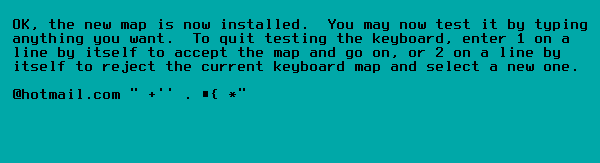 OK, the new map is now installed.  You may now test it by typing
anything you want.  To quit testing the keyboard, enter 1 on a
line by itself to accept the map and go on, or 2 on a line by
itself to reject the current keyboard map and select a new one.
@hotmail.com " +'' . ■{ *"